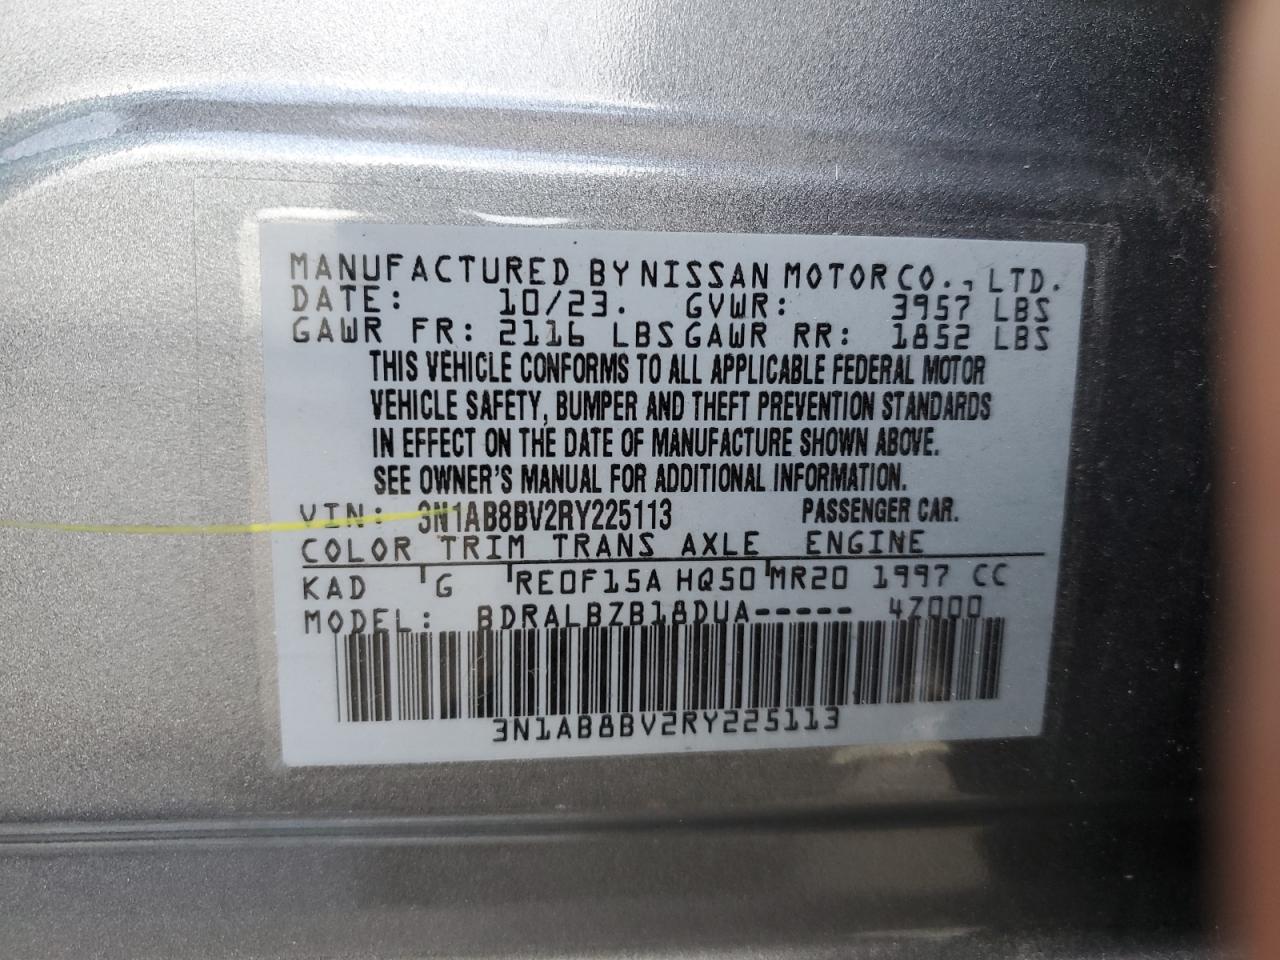 MANUFACTURED BY NISSAN MOTOR CO., LTD.
DATE: 10/23. GVWR: 3957 LBS
GAWR FR: 2116 LBS GAWR RR: 1852 LBS
THIS VEHICLE CONFORMS TO ALL APPLICABLE FEDERAL MOTOR
VEHICLE SAFETY, BUMPER AND THEFT PREVENTION STANDARDS
IN EFFECT ON THE DATE OF MANUFACTURE SHOWN ABOVE.
SEE OWNER'S MANUAL FOR ADDITIONAL INFORMATION.
VIN: 3N1AB8BV2RY225113 PASSENGER CAR.
COLOR TRIM TRANS AXLE ENGINE
KAD G RE0F15A HQ50 MR20 1997 CC
MODEL: BDRALBZB18DUA----- 4Z000
3N1AB8BV2RY225113